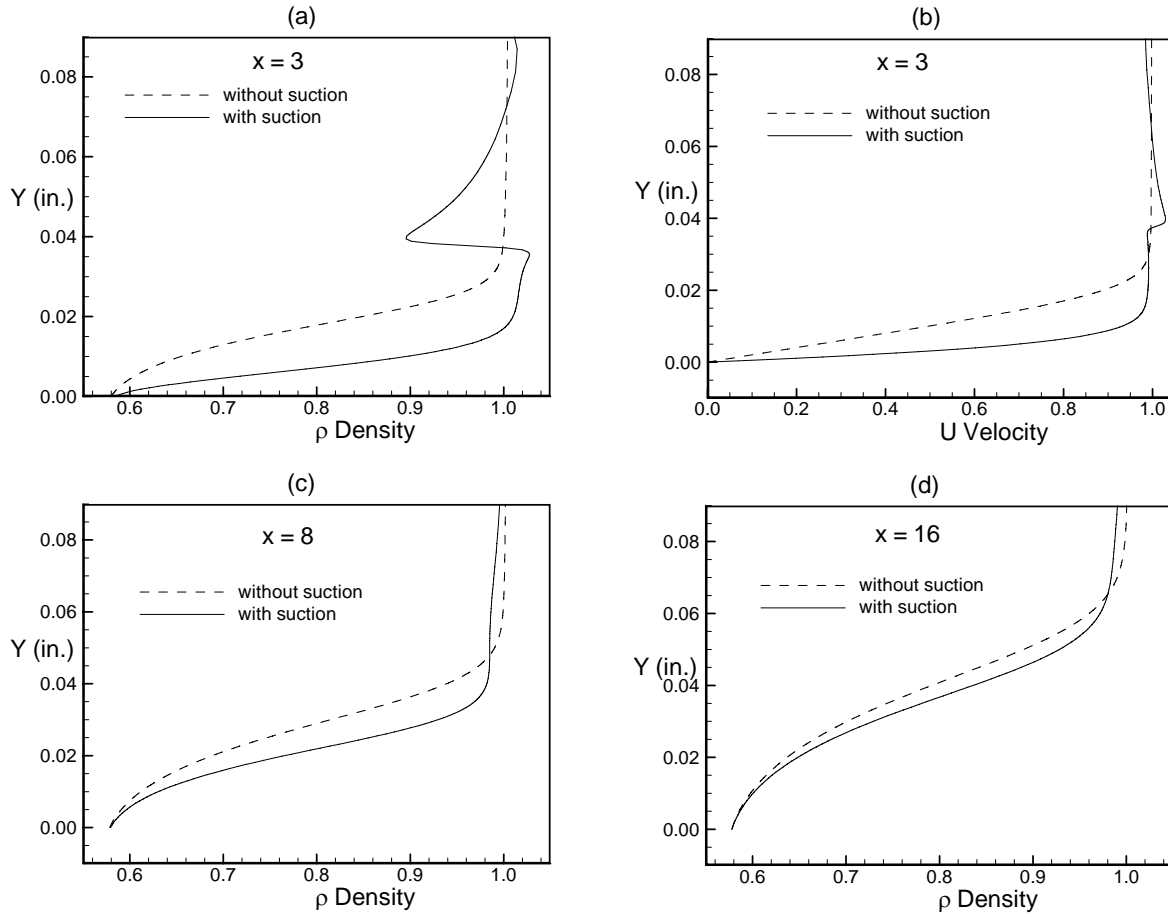 (a)
x = 3
without suction
with suction
Y (in.)
0.08
0.06
0.04
0.02
0.00
0.6 0.7 0.8 0.9 1.0
ρ Density
(b)
x = 3
without suction
with suction
Y (in.)
0.08
0.06
0.04
0.02
0.00
0.0 0.2 0.4 0.6 0.8 1.0
U Velocity
(c)
x = 8
without suction
with suction
Y (in.)
0.08
0.06
0.04
0.02
0.00
0.6 0.7 0.8 0.9 1.0
ρ Density
(d)
x = 16
without suction
with suction
Y (in.)
0.08
0.06
0.04
0.02
0.00
0.6 0.7 0.8 0.9 1.0
ρ Density